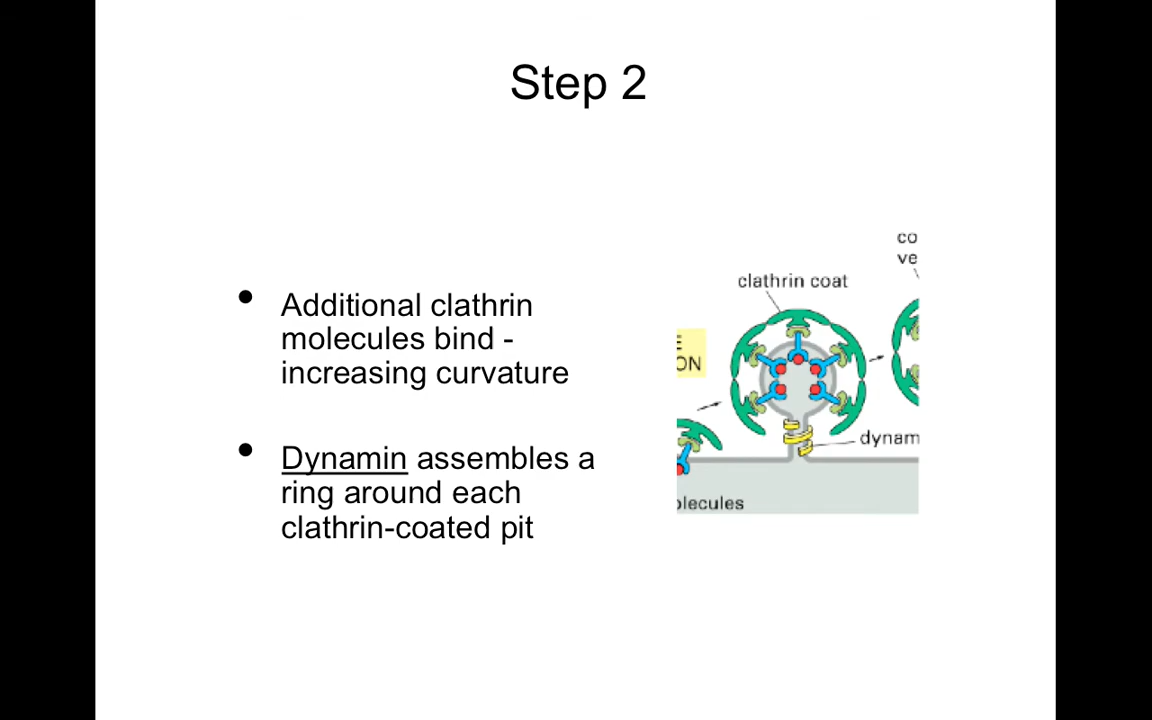 Step 2
• Additional clathrin
molecules bind -
increasing curvature
• Dynamin assembles a
ring around each
clathrin-coated pit
co
ve
clathrin coat
E
ON
dynam
olecules